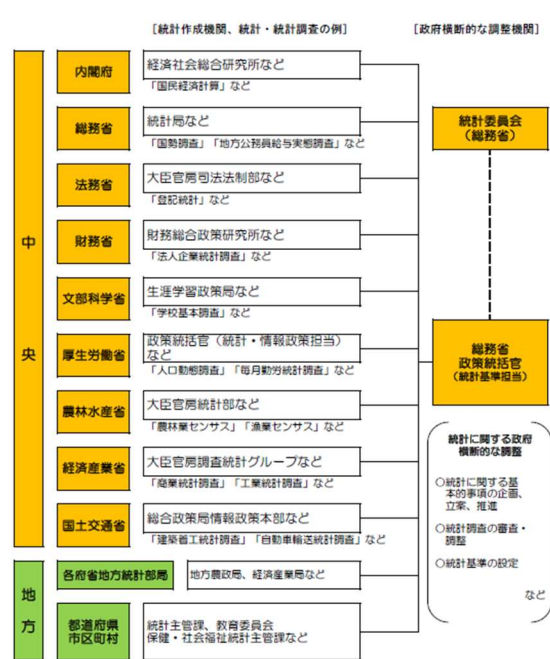 ［統計作成機関、統計・統計調査の例］
［政府横断的な調整機関］
中
央
内閣府
経済社会総合研究所など
「国民経済計算」など
総務省
統計局など
「国勢調査」「地方公務員給与実態調査」など
法務省
大臣官房司法法制部など
「登記統計」など
財務省
財務総合政策研究所など
「法人企業統計調査」など
文部科学省
生涯学習政策局など
「学校基本調査」など
厚生労働省
政策統括官（統計・情報政策担当）
など
「人口動態調査」「毎月勤労統計調査」など
農林水産省
大臣官房統計部など
「農林業センサス」「漁業センサス」など
経済産業省
大臣官房調査統計グループなど
「商業統計調査」「工業統計調査」など
国土交通省
総合政策局情報政策本部など
「建築着工統計調査」「自動車輸送統計調査」など
地
方
各府省地方統計部局
地方農政局、経済産業局など
都道府県
市区町村
統計主管課、教育委員会
保健・社会福祉統計主管課など
統計委員会
（総務省）
総務省
政策統括官
（統計基準担当）
統計に関する政府
横断的な調整
○統計に関する基
本的事項の企画、
立案、推進
○統計調査の審査・
調整
○統計基準の設定
など